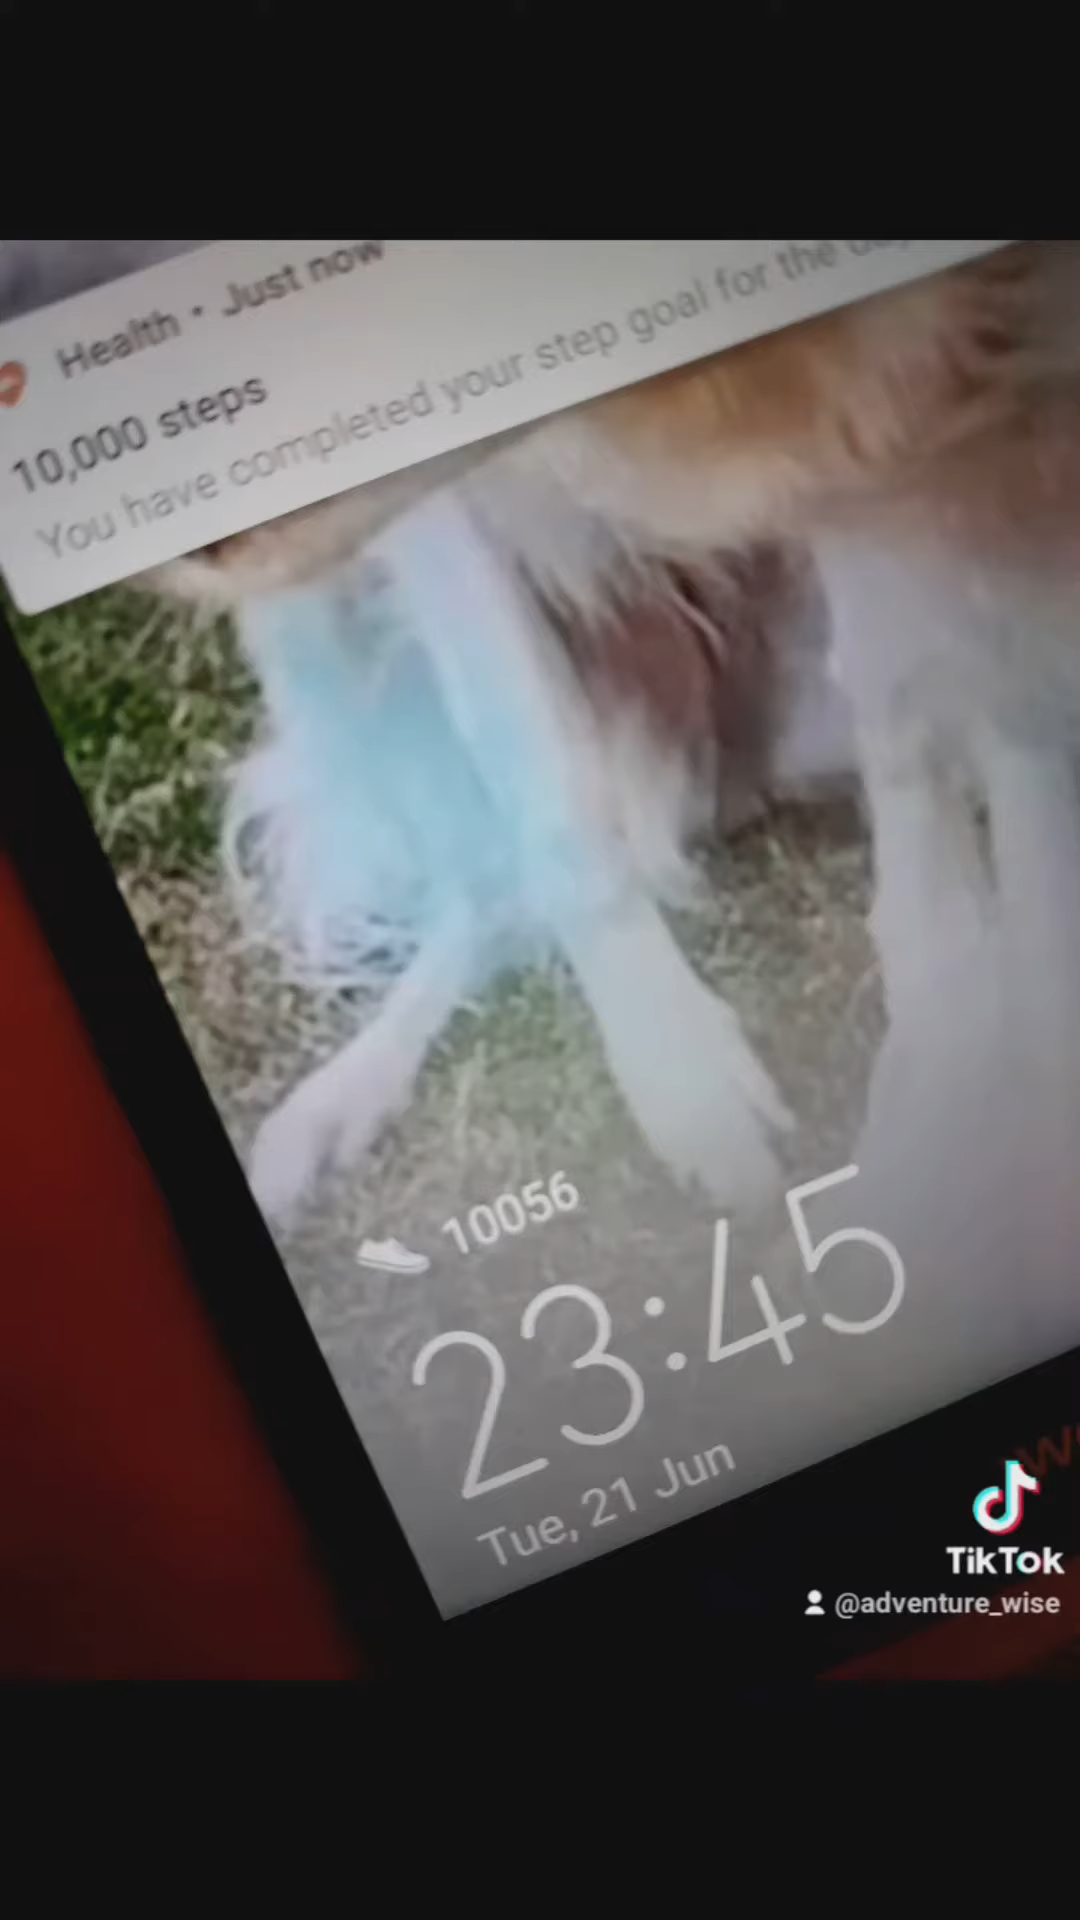 Health • Just now
10,000 steps
You have completed your step goal for the
10056
23:45
Tue, 21 Jun
TikTok
@adventure_wise